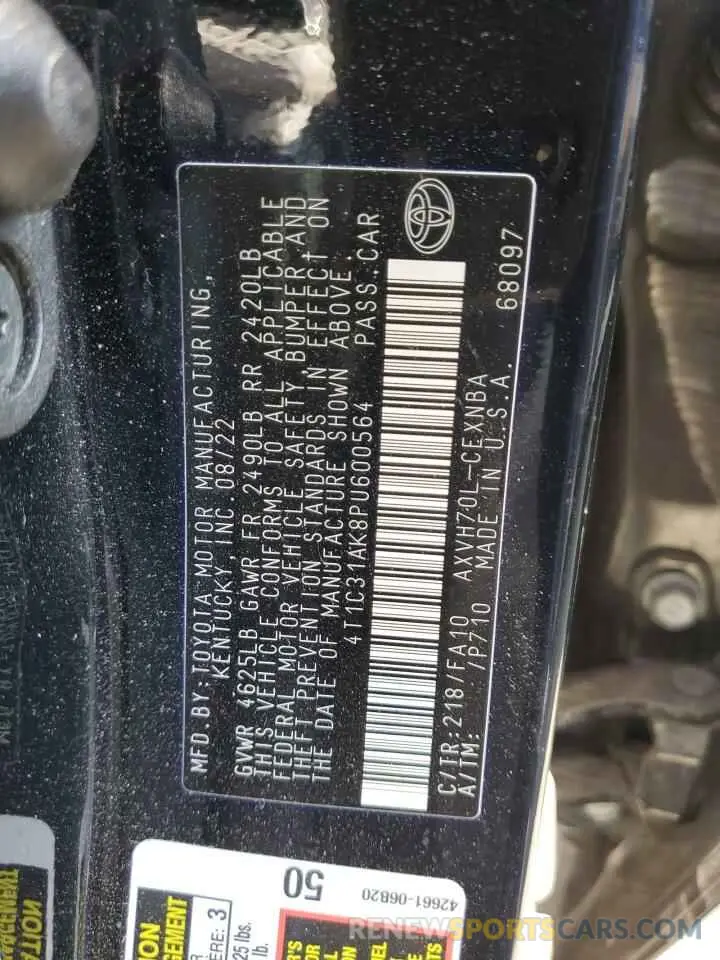 MFD.BY:TOYOTA MOTOR MANUFACTURING,
KENTUCKY,INC.08/22
GVWR 4625LB GAWR FR 2490LB RR 2420LB
THIS VEHICLE CONFORMS TO ALL APPLICABLE
FEDERAL MOTOR VEHICLE SAFETY,BUMPER,AND
THEFT PREVENTION STANDARDS IN EFFECT ON
THE DATE OF MANUFACTURE SHOWN ABOVE.
4T1C31AK8PU600564 PASS.CAR
C/TR:218/FA10 AXVH70L-CEXNBA
A/TM: /P710 MADE IN U.S.A. 68097
50
42661-06820
RENEWSPORTSCARS.COM